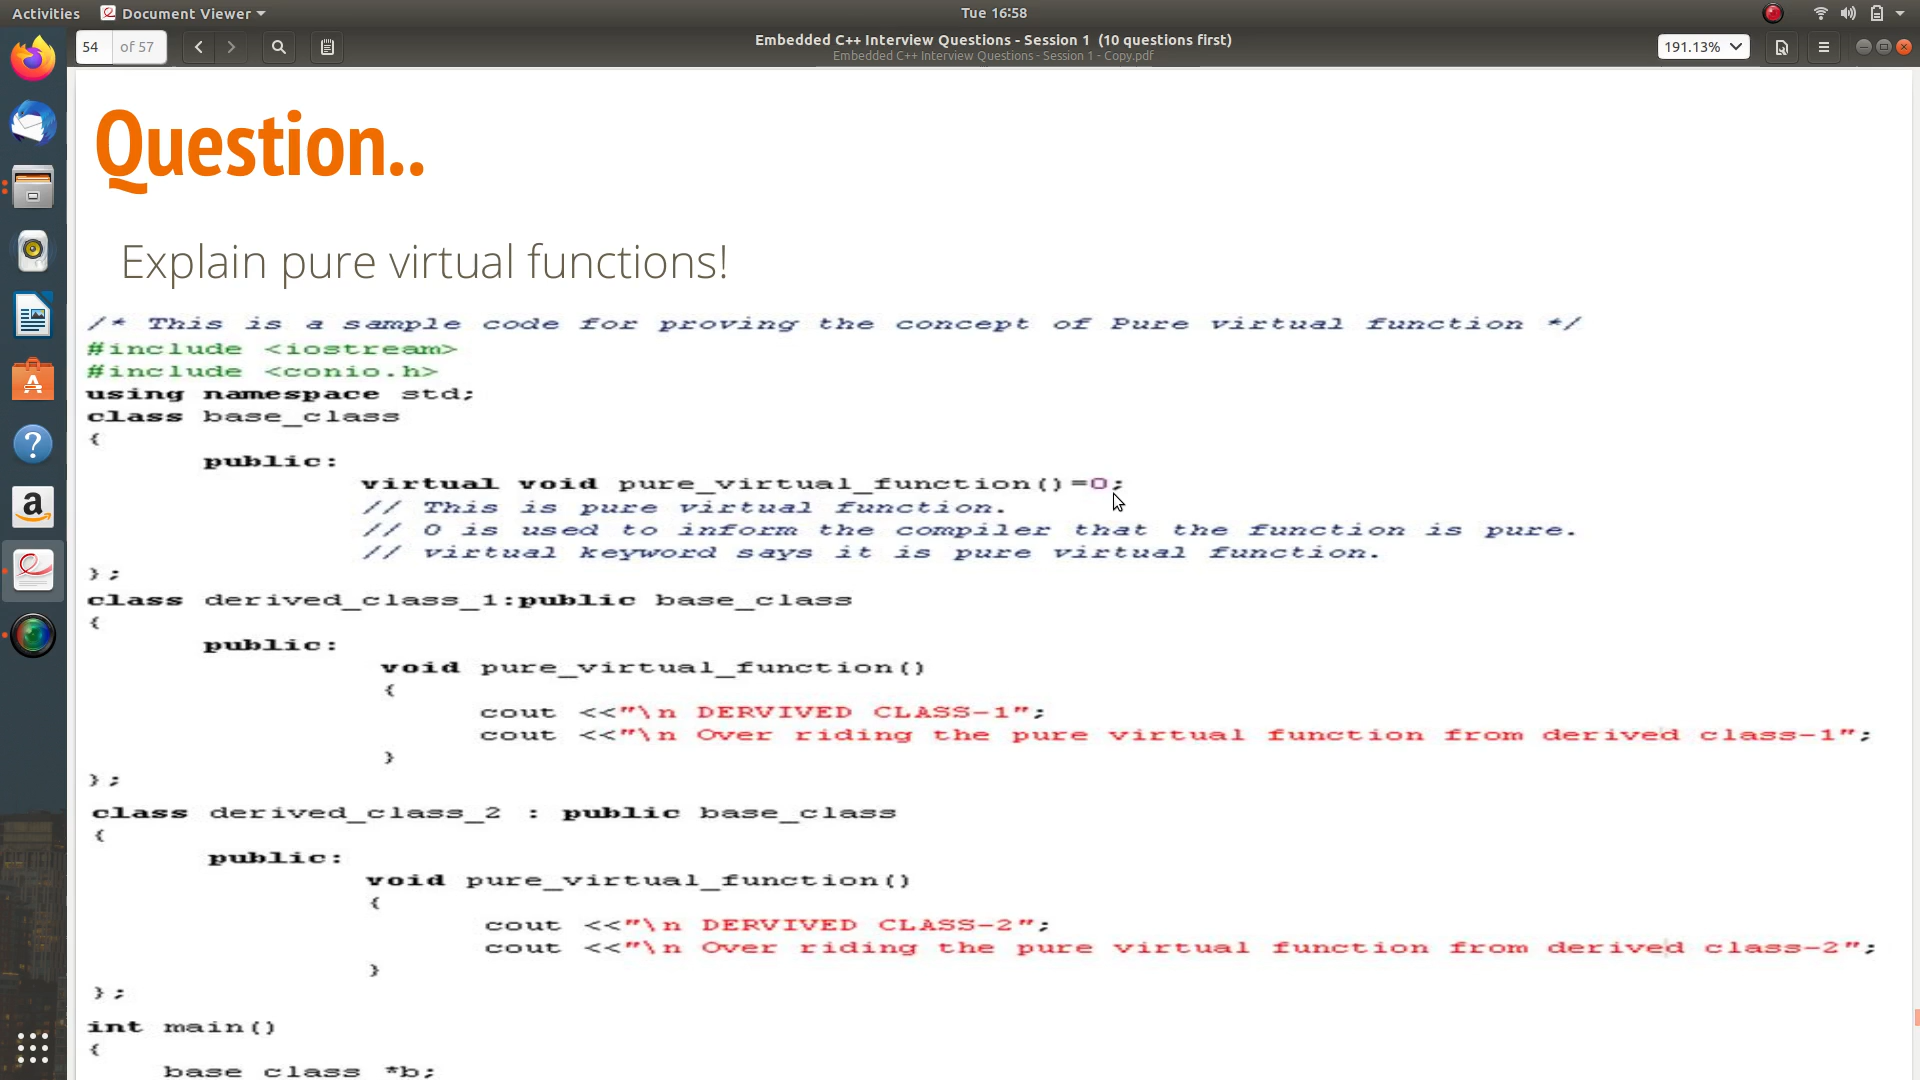 Activities Document Viewer Tue 16:58
54 of 57 Embedded C++ Interview Questions - Session 1 (10 questions first) 191.13%
Embedded C++ Interview Questions - Session 1 - Copy.pdf
Question..
Explain pure virtual functions!
/* This is a sample code for proving the concept of Pure virtual function */
#include <iostream>
#include <conio.h>
using namespace std;
class base_class
{
public:
virtual void pure_virtual_function()=0;
// This is pure virtual function.
// 0 is used to inform the compiler that the function is pure.
// virtual keyword says it is pure virtual function.
};
class derived_class_1:public base_class
{
public:
void pure_virtual_function()
{
cout <<"\n DERVIVED CLASS-1";
cout <<"\n Over riding the pure virtual function from derived class-1";
}
};
class derived_class_2 : public base_class
{
public:
void pure_virtual_function()
{
cout <<"\n DERVIVED CLASS-2";
cout <<"\n Over riding the pure virtual function from derived class-2";
}
};
int main()
{
base_class *b;